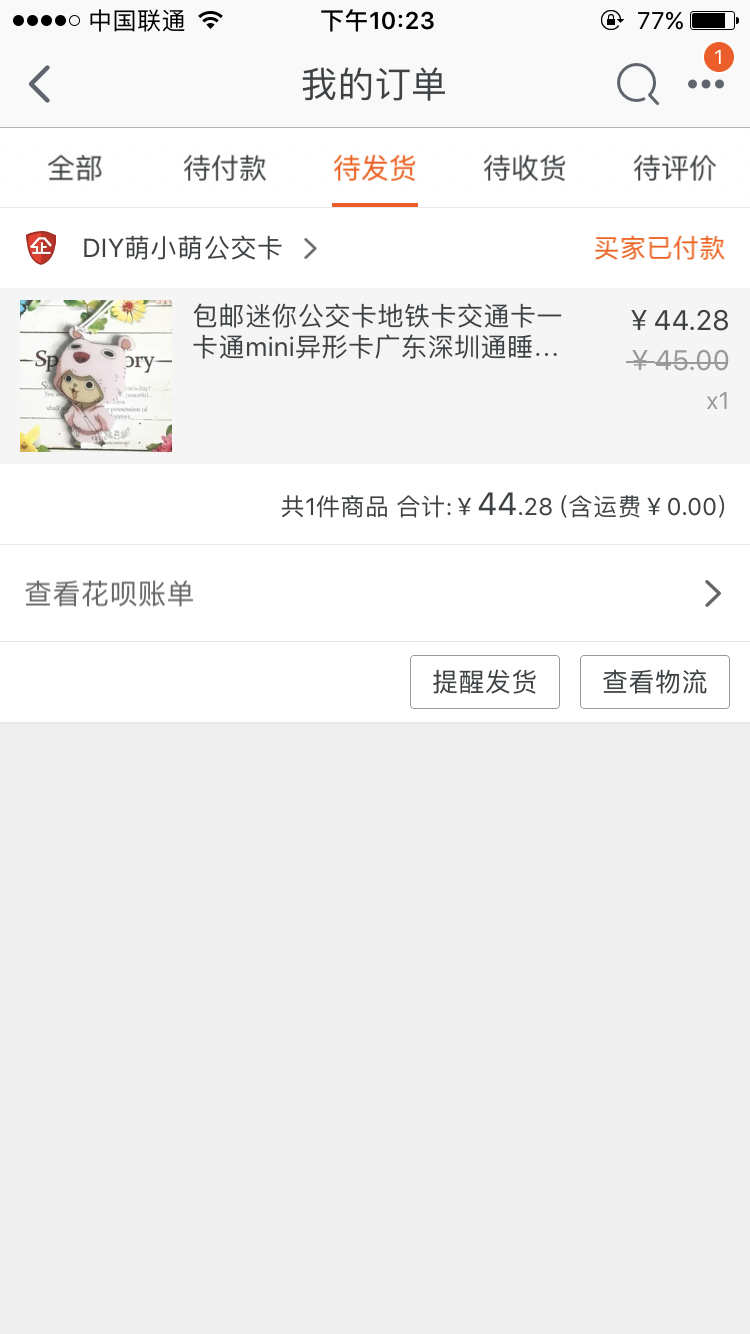 中国联通
下午10:23
77%
我的订单
1
全部
待付款
待发货
待收货
待评价
企
DIY萌小萌公交卡
买家已付款
包邮迷你公交卡地铁卡交通卡一
卡通mini异形卡广东深圳通睡...
￥44.28
￥45.00
x1
共1件商品 合计:￥44.28 (含运费￥0.00)
查看花呗账单
提醒发货
查看物流